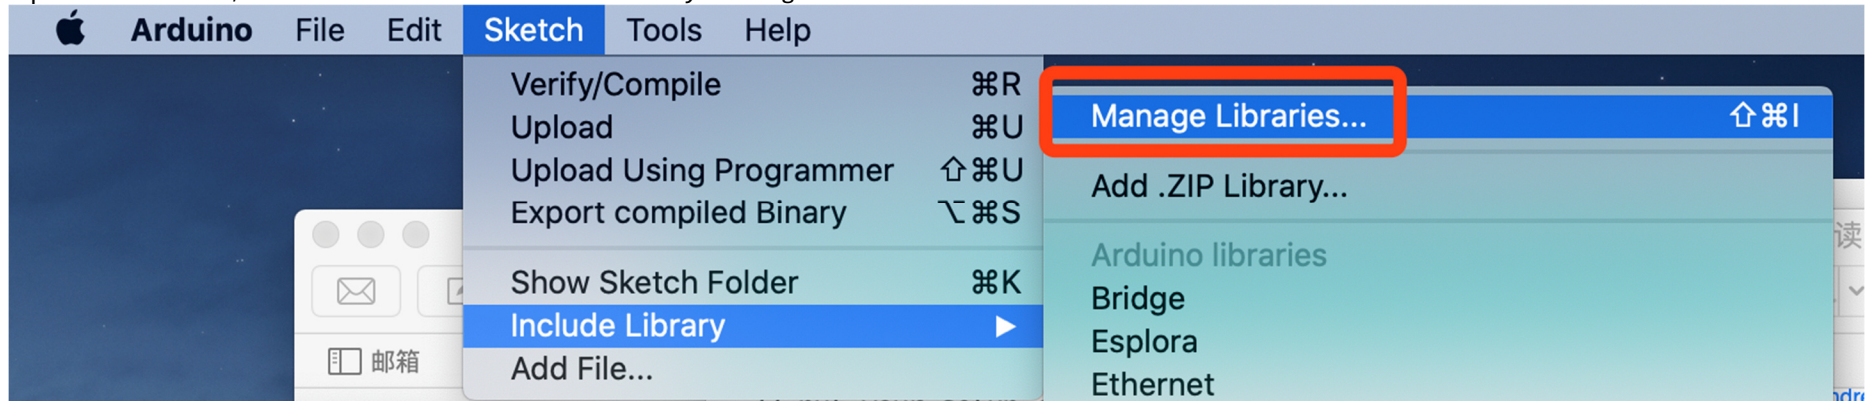 Arduino File Edit Sketch Tools Help
Verify/Compile ⌘R
Upload ⌘U
Upload Using Programmer ⇧⌘U
Export compiled Binary ⌥⌘S
Show Sketch Folder ⌘K
Include Library ▶
Add File...
Manage Libraries... ⇧⌘I
Add .ZIP Library...
Arduino libraries
Bridge
Esplora
Ethernet
邮箱
读